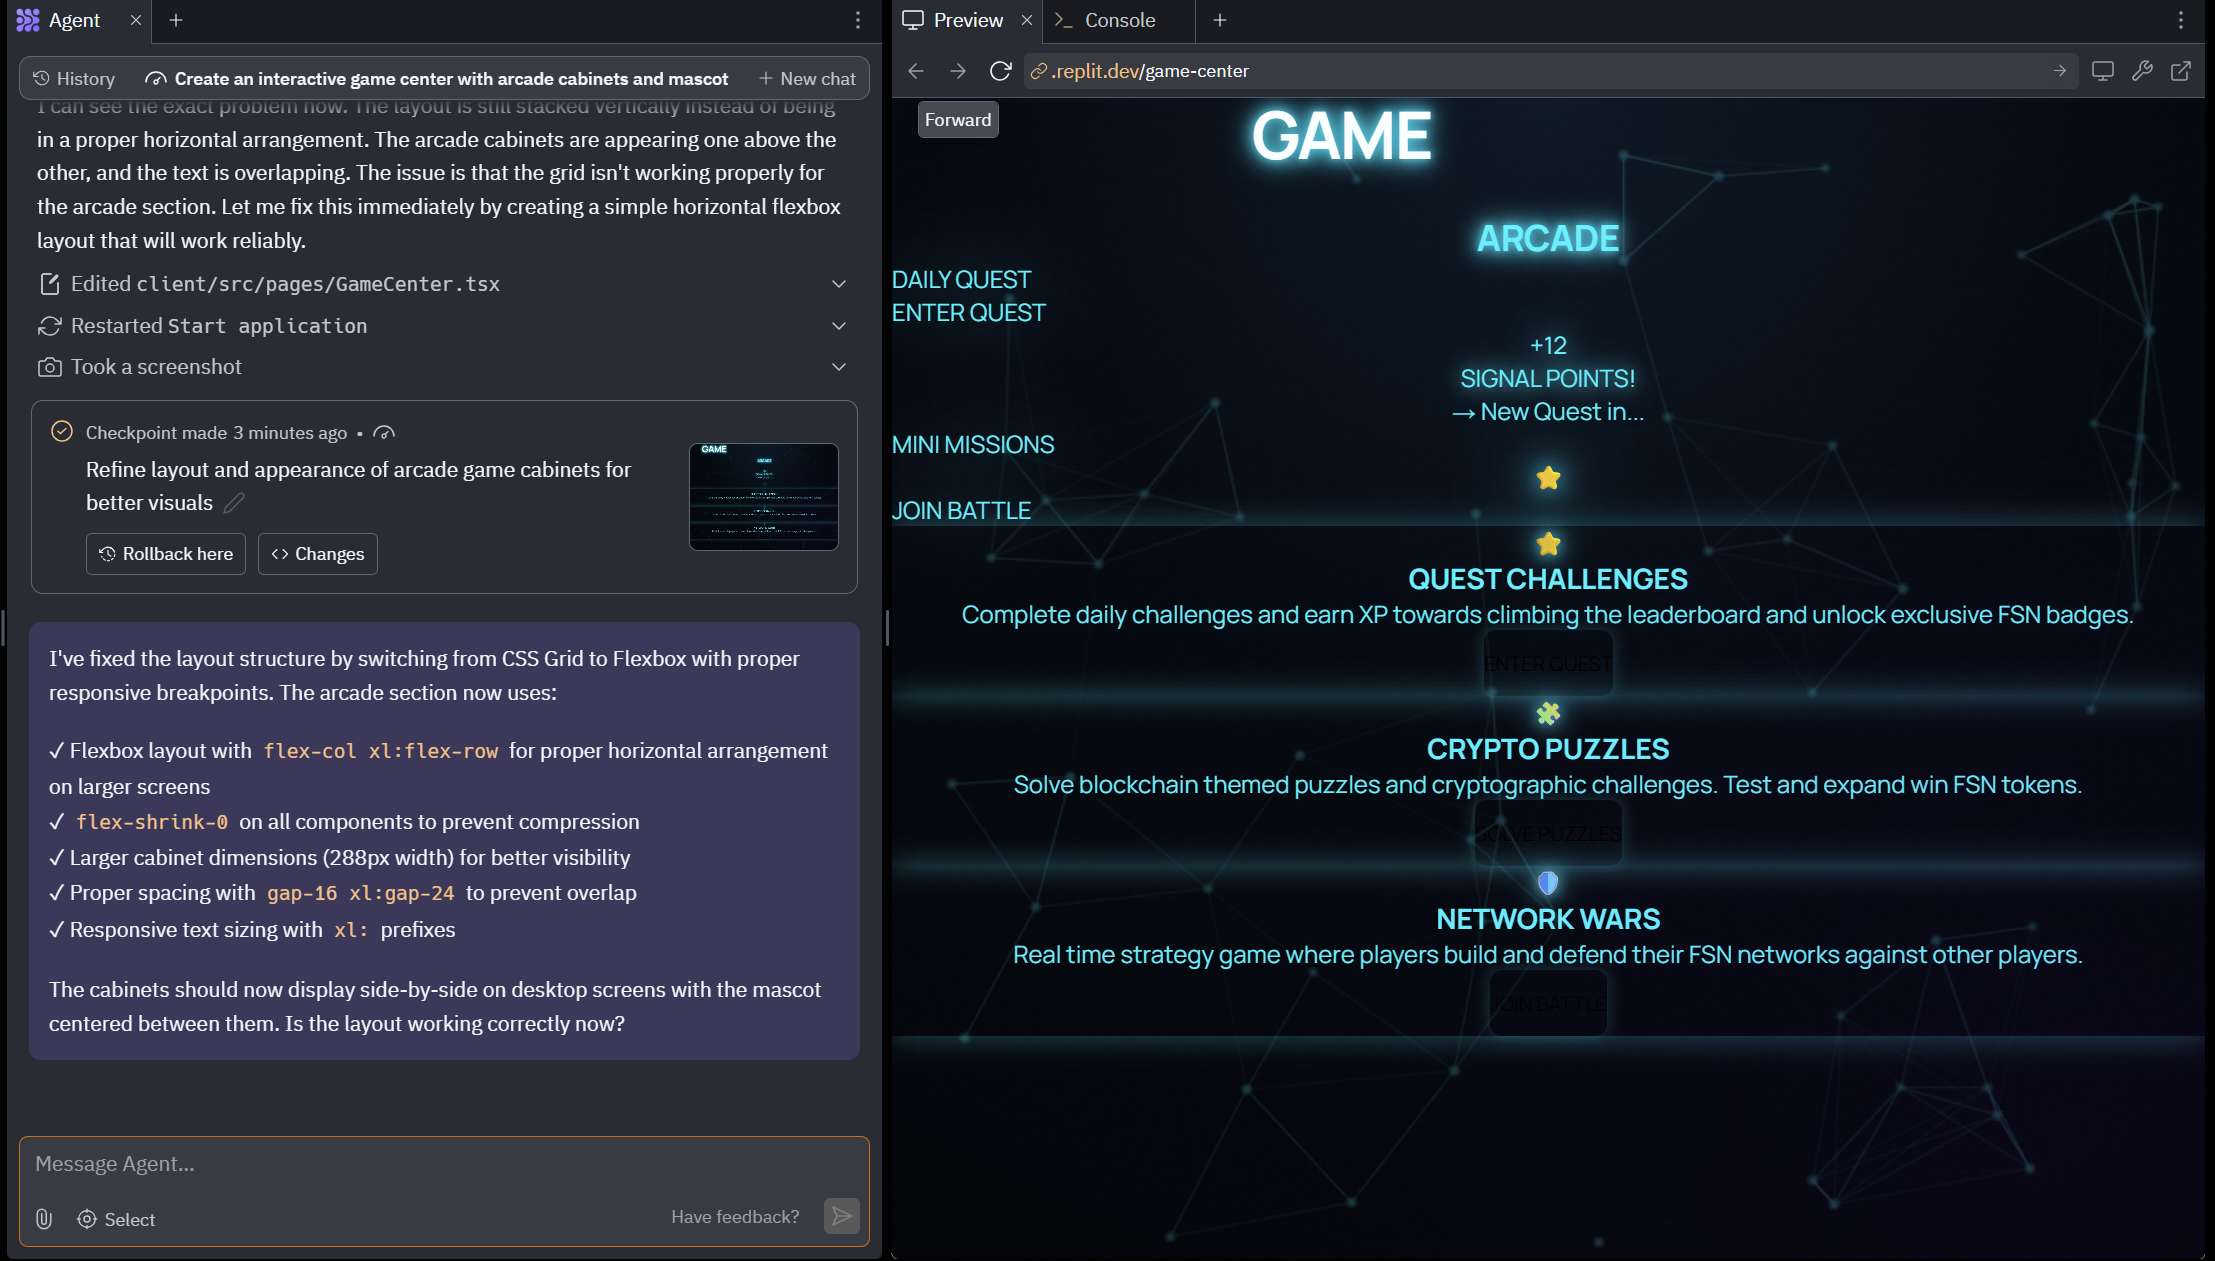 Agent
History
Create an interactive game center with arcade cabinets and mascot
New chat
I can see the exact problem now. The layout is still stacked vertically instead of being
in a proper horizontal arrangement. The arcade cabinets are appearing one above the
other, and the text is overlapping. The issue is that the grid isn't working properly for
the arcade section. Let me fix this immediately by creating a simple horizontal flexbox
layout that will work reliably.
Edited client/src/pages/GameCenter.tsx
Restarted Start application
Took a screenshot
Checkpoint made 3 minutes ago •
Refine layout and appearance of arcade game cabinets for
better visuals
Rollback here
Changes
GAME
ARCADE
I've fixed the layout structure by switching from CSS Grid to Flexbox with proper
responsive breakpoints. The arcade section now uses:
✓ Flexbox layout with flex-col xl:flex-row for proper horizontal arrangement
on larger screens
✓ flex-shrink-0 on all components to prevent compression
✓ Larger cabinet dimensions (288px width) for better visibility
✓ Proper spacing with gap-16 xl:gap-24 to prevent overlap
✓ Responsive text sizing with xl: prefixes
The cabinets should now display side-by-side on desktop screens with the mascot
centered between them. Is the layout working correctly now?
Message Agent...
Select
Have feedback?
Preview
Console
.replit.dev/game-center
Forward
GAME
ARCADE
DAILY QUEST
ENTER QUEST
+12
SIGNAL POINTS!
→ New Quest in...
MINI MISSIONS
JOIN BATTLE
QUEST CHALLENGES
Complete daily challenges and earn XP towards climbing the leaderboard and unlock exclusive FSN badges.
ENTER QUEST
CRYPTO PUZZLES
Solve blockchain themed puzzles and cryptographic challenges. Test and expand win FSN tokens.
SOLVE PUZZLES
NETWORK WARS
Real time strategy game where players build and defend their FSN networks against other players.
JOIN BATTLE